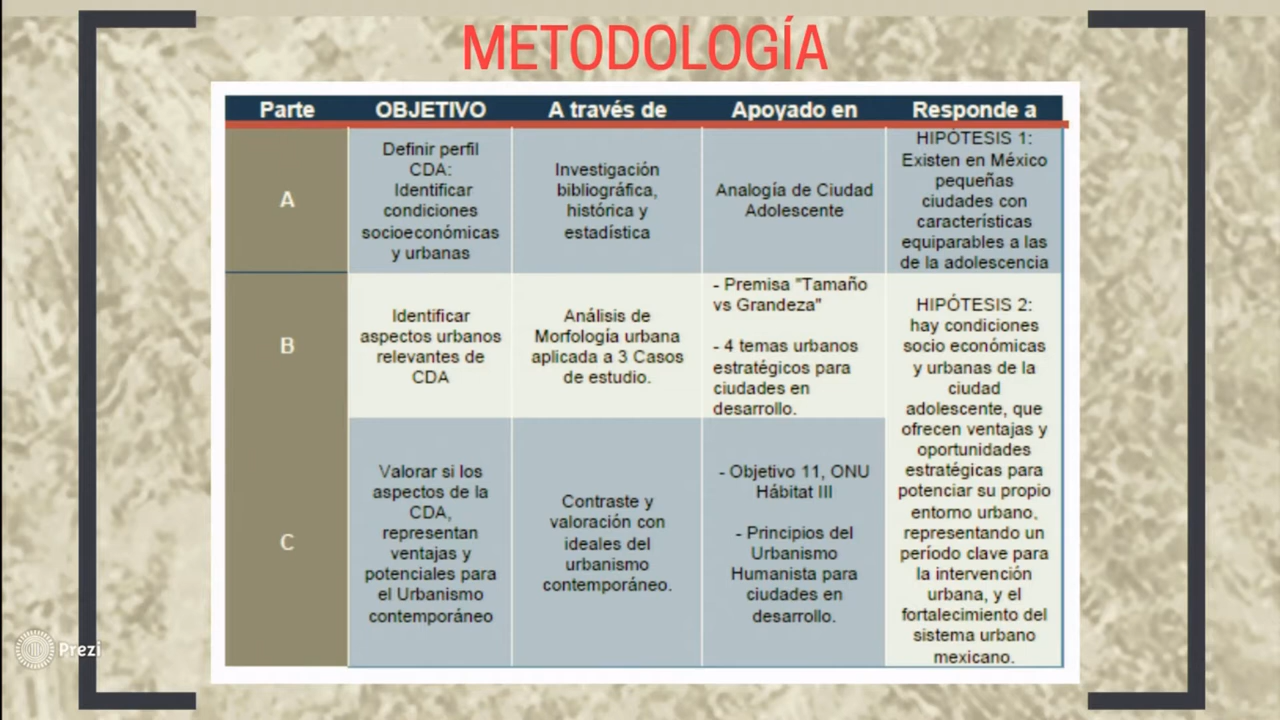 METODOLOGÍA
Parte
OBJETIVO
A través de
Apoyado en
Responde a
A
Definir perfil
CDA:
Identificar
condiciones
socioeconómicas
y urbanas
Investigación
bibliográfica,
histórica y
estadística
Analogía de Ciudad
Adolescente
HIPÓTESIS 1:
Existen en México
pequeñas
ciudades con
características
equiparables a las
de la adolescencia
B
Identificar
aspectos urbanos
relevantes de
CDA
Análisis de
Morfología urbana
aplicada a 3 Casos
de estudio.
- Premisa "Tamaño
vs Grandeza"
- 4 temas urbanos
estratégicos para
ciudades en
desarrollo.
HIPÓTESIS 2:
hay condiciones
socio económicas
y urbanas de la
ciudad
adolescente, que
ofrecen ventajas y
oportunidades
estratégicas para
potenciar su propio
entorno urbano,
representando un
período clave para
la intervención
urbana, y el
fortalecimiento del
sistema urbano
mexicano.
C
Valorar si los
aspectos de la
CDA,
representan
ventajas y
potenciales para
el Urbanismo
contemporáneo
Contraste y
valoración con
ideales del
urbanismo
contemporáneo.
- Objetivo 11, ONU
Hábitat III
- Principios del
Urbanismo
Humanista para
ciudades en
desarrollo.
Prezi